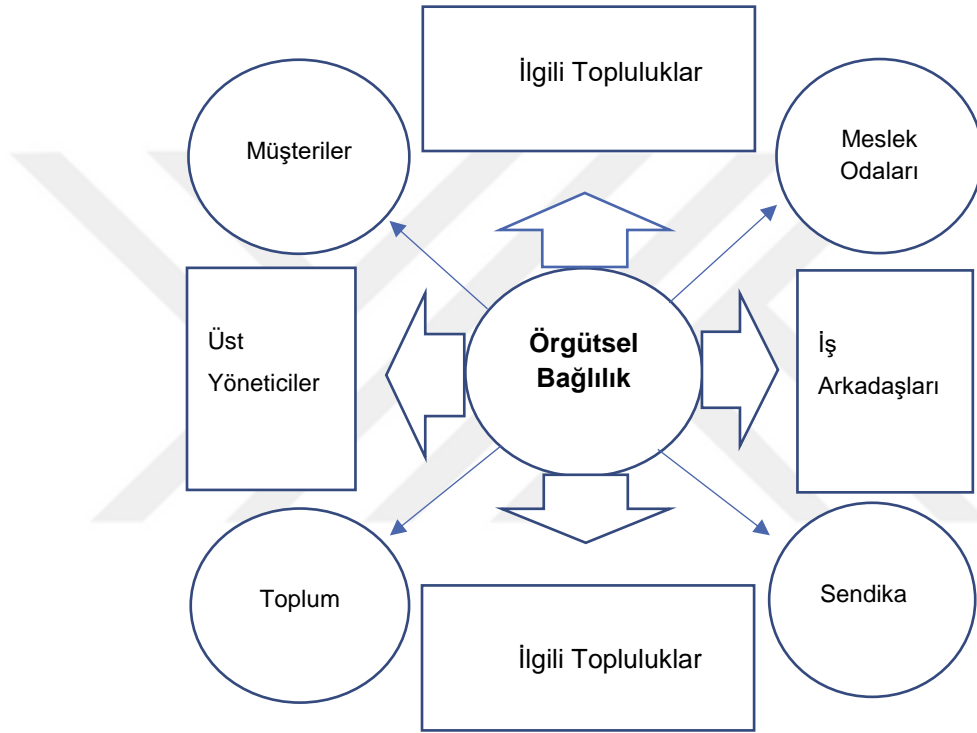 İlgili Topluluklar
Müşteriler
Meslek
Odaları
Üst
Yöneticiler
Örgütsel
Bağlılık
İş
Arkadaşları
Toplum
Sendika
İlgili Topluluklar